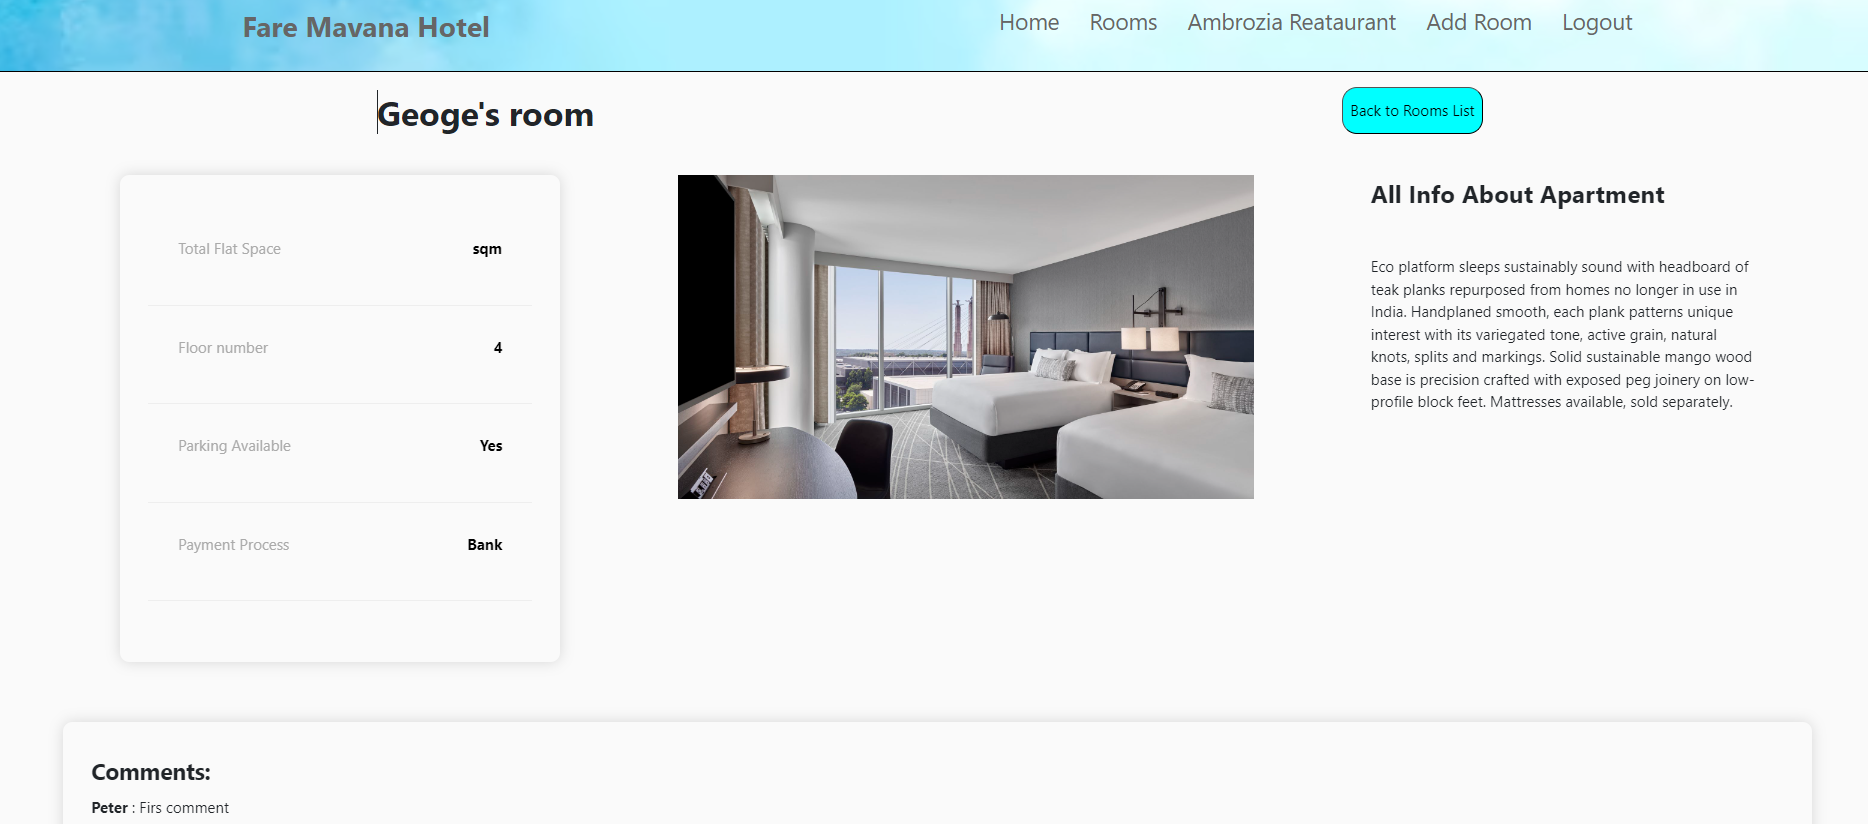 Fare Mavana Hotel
Home Rooms Ambrozia Reataurant Add Room Logout
Geoge's room
Back to Rooms List
Total Flat Space sqm
Floor number 4
Parking Available Yes
Payment Process Bank
All Info About Apartment
Eco platform sleeps sustainably sound with headboard of
teak planks repurposed from homes no longer in use in
India. Handplaned smooth, each plank patterns unique
interest with its variegated tone, active grain, natural
knots, splits and markings. Solid sustainable mango wood
base is precision crafted with exposed peg joinery on low-
profile block feet. Mattresses available, sold separately.
Comments:
Peter : Firs comment